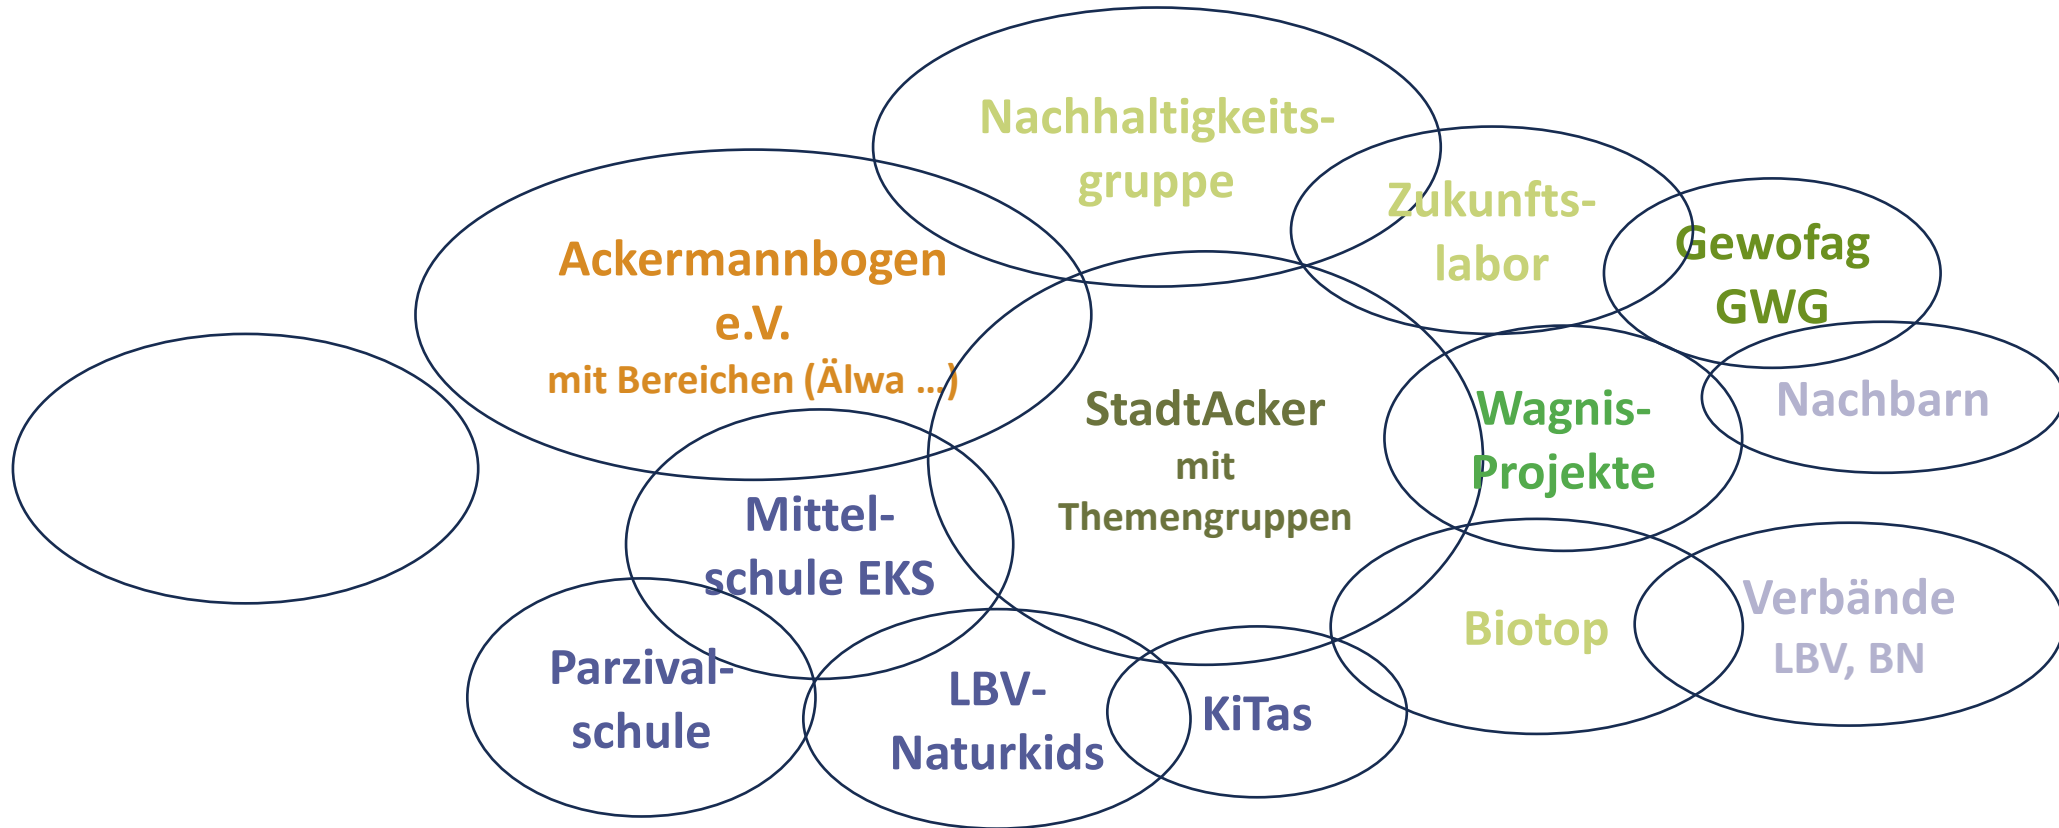 Nachhaltigkeits-
gruppe
Zukunfts-
labor
Gewofag
GWG
Ackermannbogen
e.V.
mit Bereichen (Älwa ...)
StadtAcker
mit
Themengruppen
Wagnis-
Projekte
Nachbarn
Mittel-
schule EKS
Biotop
Verbände
LBV, BN
Parzival-
schule
LBV-
Naturkids
KiTas